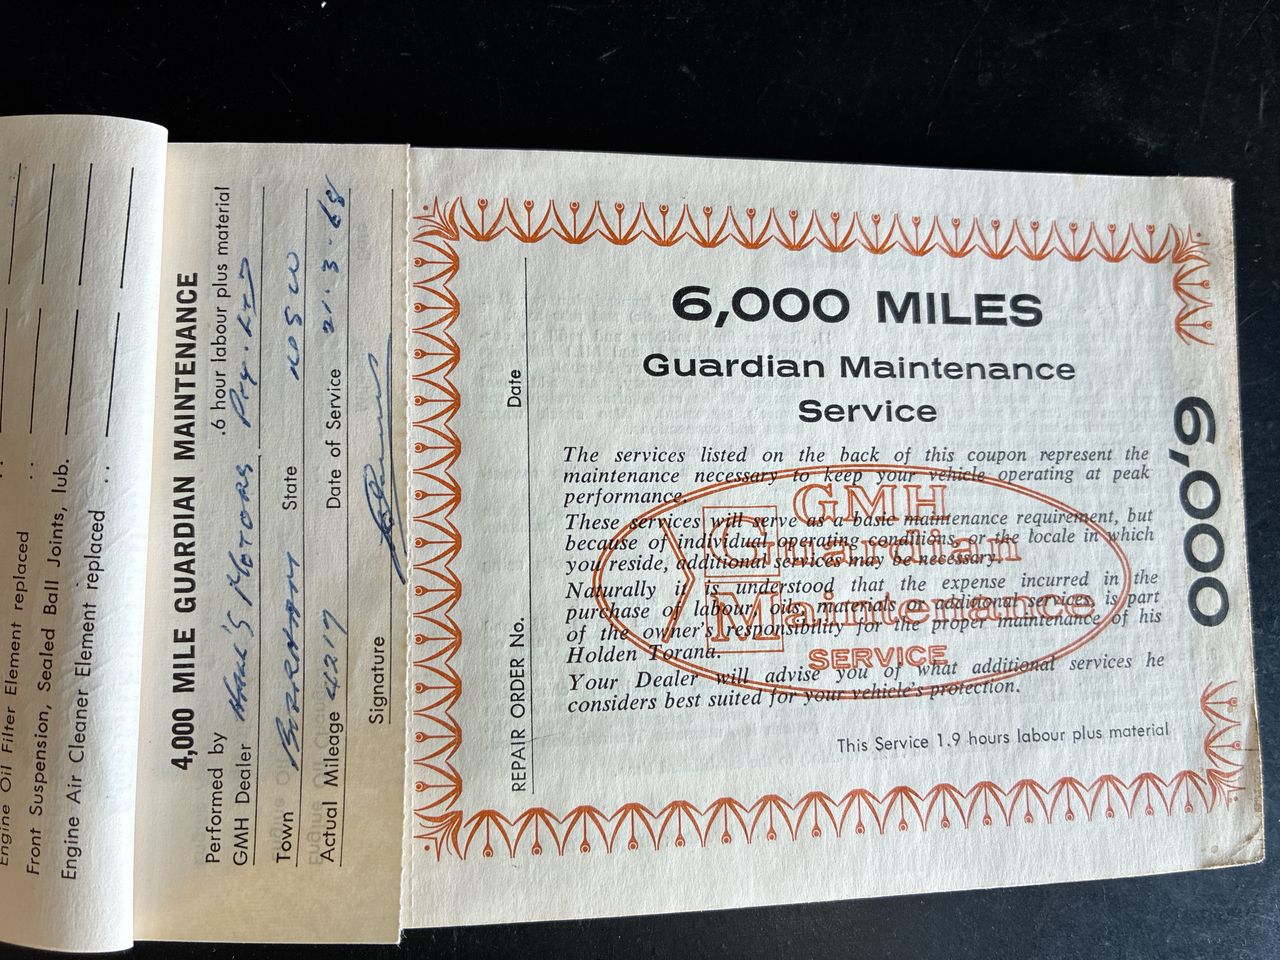 Engine Oil Filter Element replaced
Front Suspension, Sealed Ball Joints, lub. . .
Engine Air Cleaner Element replaced . .
4,000 MILE GUARDIAN MAINTENANCE
Performed by .6 hour labour plus material
GMH Dealer Motors Pty. Ltd
Town State NSW
Actual Mileage 4217 Date of Service 21·3·68
Signature
REPAIR ORDER No. Date
6,000 MILES
Guardian Maintenance
Service
The services listed on the back of this coupon represent the
maintenance necessary to keep your vehicle operating at peak
performance.
These services will serve as a basic maintenance requirement, but
because of individual operating conditions, or the locale in which
you reside, additional services may be necessary.
Naturally it is understood that the expense incurred in the
purchase of labour, oils, materials or additional services, is part
of the owner's responsibility for the proper maintenance of his
Holden Torana.
Your Dealer will advise you of what additional services he
considers best suited for your vehicle's protection.
GMH
Guardian
Maintenance
SERVICE
This Service 1.9 hours labour plus material
6,000